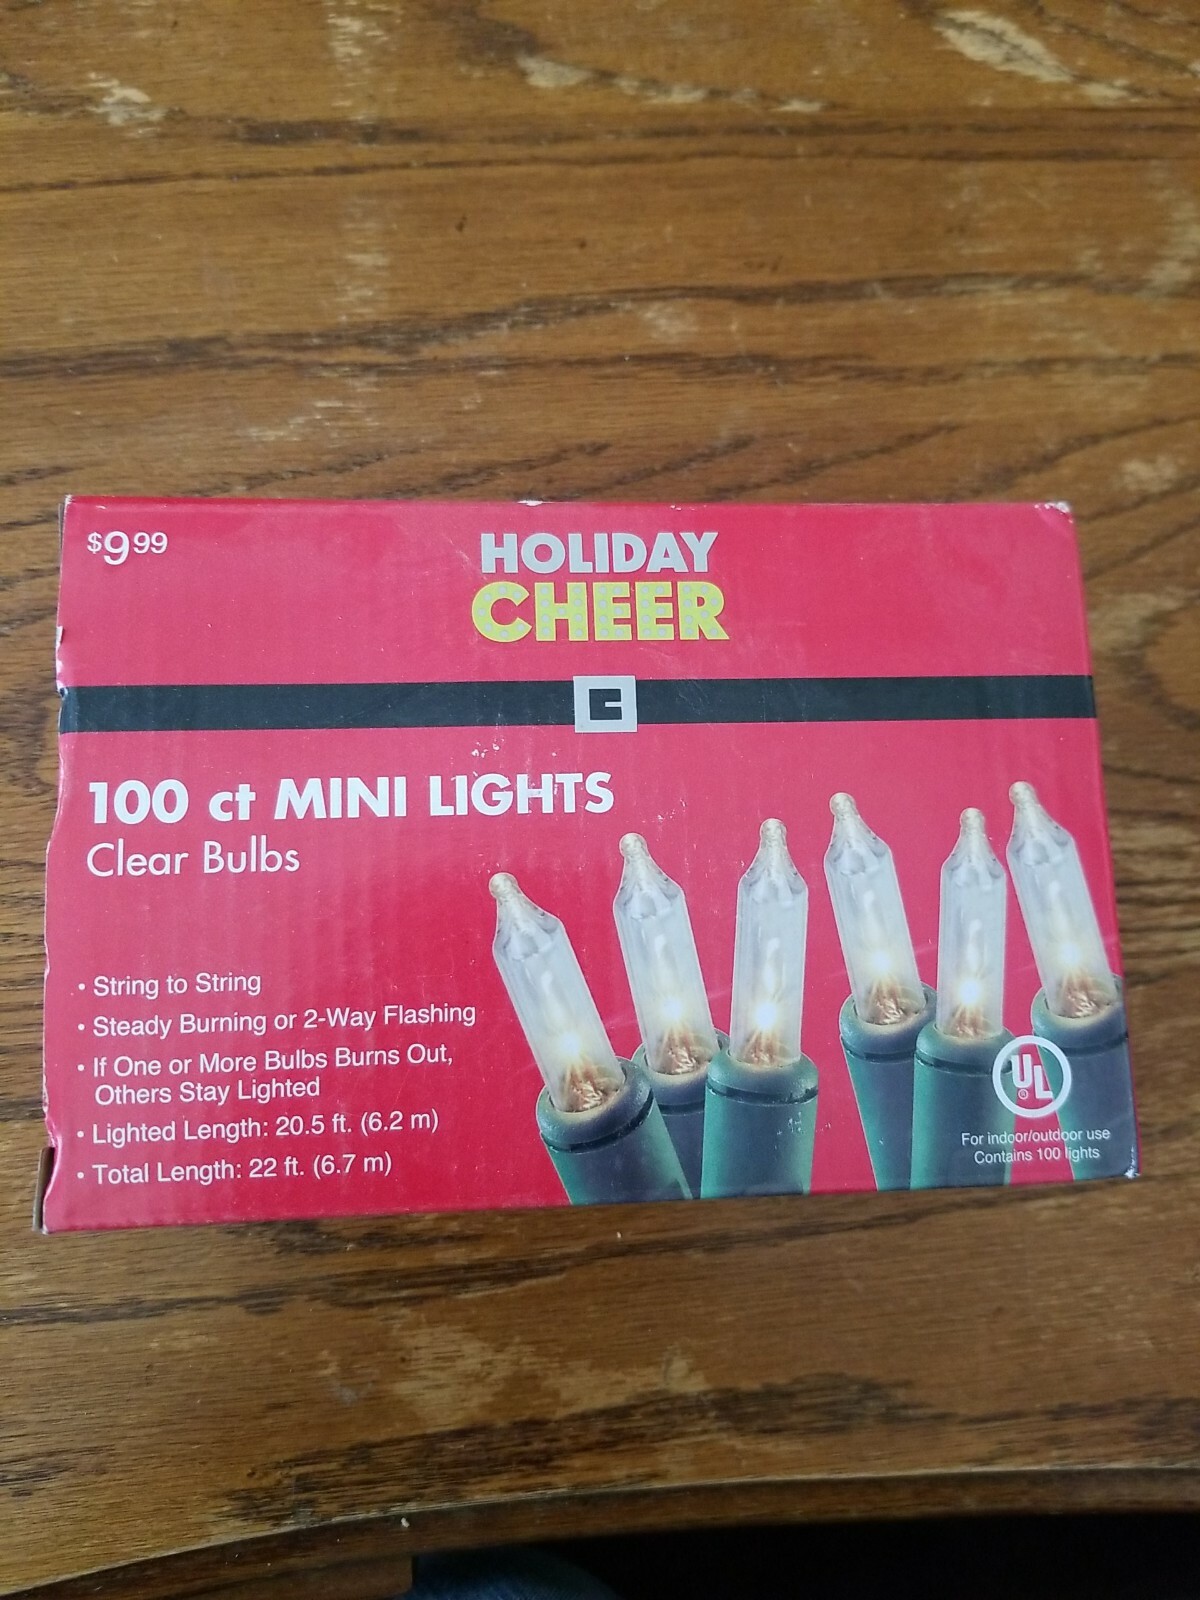 $9.99
HOLIDAY
CHEER
100 ct MINI LIGHTS
Clear Bulbs
• String to String
• Steady Burning or 2-Way Flashing
• If One or More Bulbs Burns Out,
Others Stay Lighted
• Lighted Length: 20.5 ft. (6.2 m)
• Total Length: 22 ft. (6.7 m)
UL
®
For indoor/outdoor use
Contains 100 lights